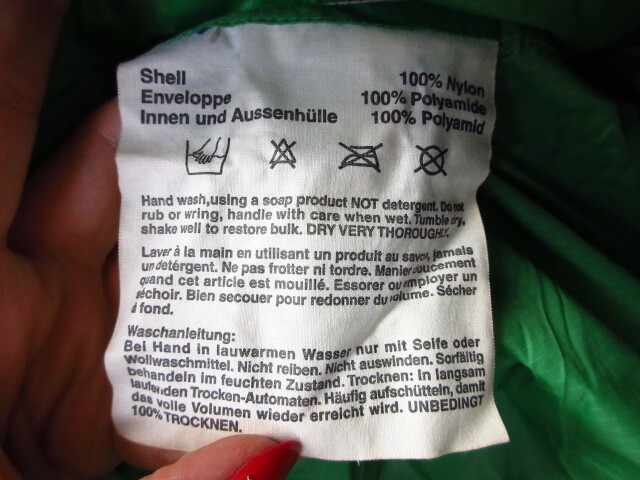 Shell 100% Nylon
Enveloppe 100% Polyamide
Innen und Aussenhülle 100% Polyamid
Hand wash,using a soap product NOT detergent. Do not
rub or wring, handle with care when wet. Tumble dry,
shake well to restore bulk. DRY VERY THOROUGHLY.
Laver à la main en utilisant un produit au savon, jamais
un detérgent. Ne pas frotter ni tordre. Manier doucement
quand cet article est mouillé. Essorer ou employer un
séchoir. Bien secouer pour redonner du volume. Sécher
à fond.
Waschanleitung:
Bei Hand in lauwarmen Wasser nur mit Seife oder
Wollwaschmittel. Nicht reiben. Nicht auswinden. Sorfältig
behandeln im feuchten Zustand. Trocknen: In langsam
laufenden Trocken-Automaten. Häufig aufschütteln, damit
das volle Volumen wieder erreicht wird. UNBEDINGT
100% TROCKNEN.